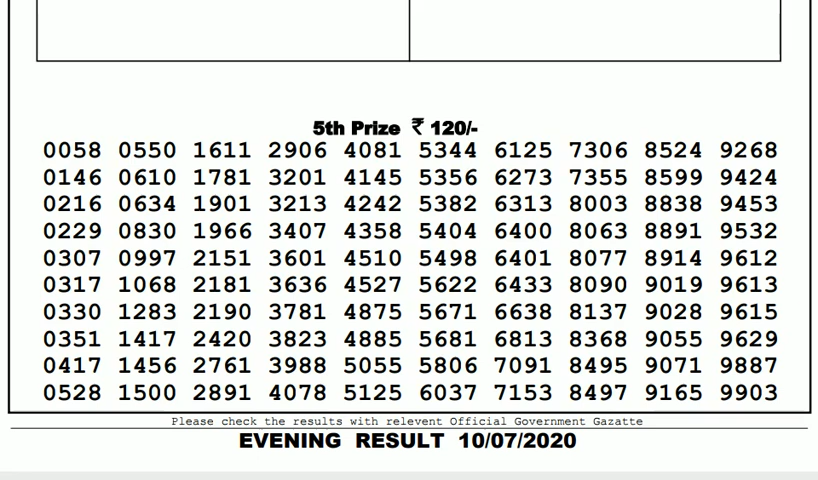 5th Prize ₹ 120/-
0058 0550 1611 2906 4081 5344 6125 7306 8524 9268
0146 0610 1781 3201 4145 5356 6273 7355 8599 9424
0216 0634 1901 3213 4242 5382 6313 8003 8838 9453
0229 0830 1966 3407 4358 5404 6400 8063 8891 9532
0307 0997 2151 3601 4510 5498 6401 8077 8914 9612
0317 1068 2181 3636 4527 5622 6433 8090 9019 9613
0330 1283 2190 3781 4875 5671 6638 8137 9028 9615
0351 1417 2420 3823 4885 5681 6813 8368 9055 9629
0417 1456 2761 3988 5055 5806 7091 8495 9071 9887
0528 1500 2891 4078 5125 6037 7153 8497 9165 9903
Please check the results with relevent Official Government Gazatte
EVENING RESULT 10/07/2020